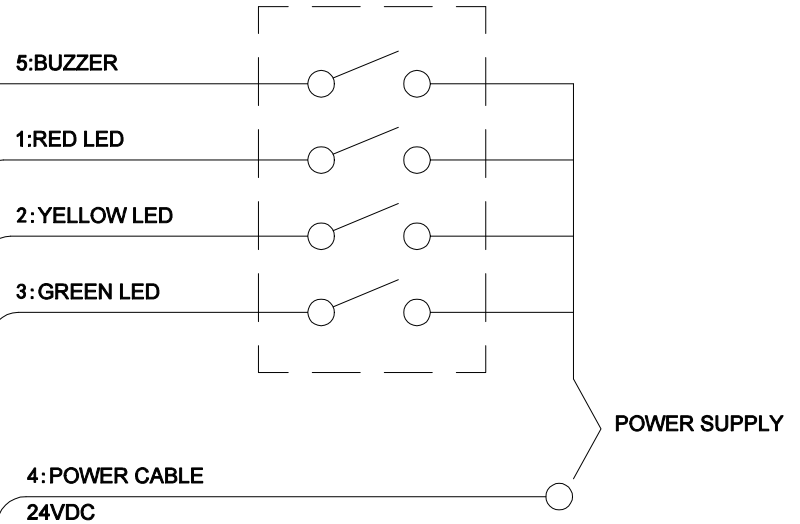 5:BUZZER
1:RED LED
2:YELLOW LED
3:GREEN LED
POWER SUPPLY
4:POWER CABLE
24VDC